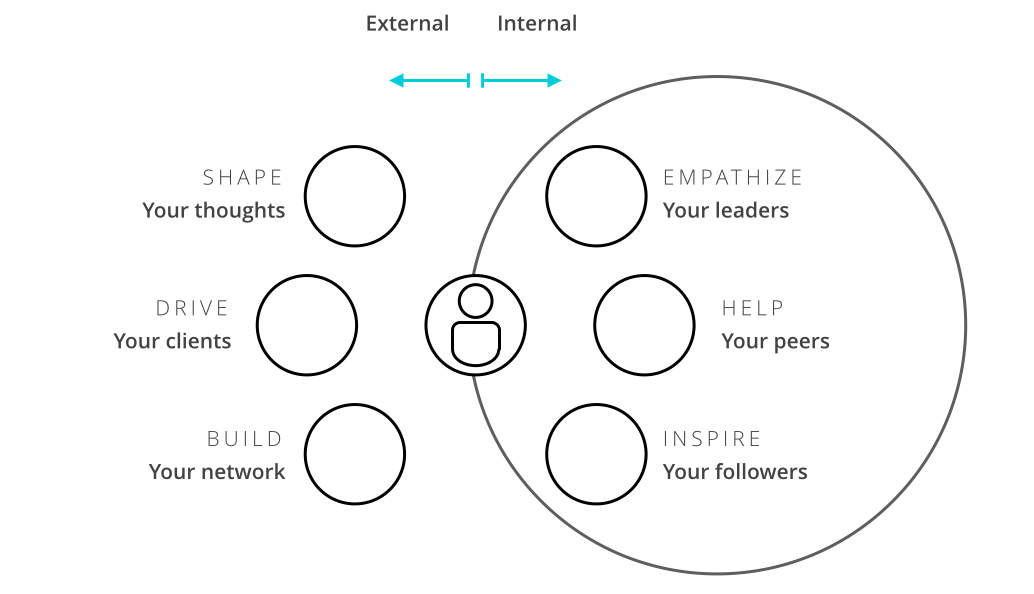 External
Internal
SHAPE
Your thoughts
EMPATHIZE
Your leaders
DRIVE
Your clients
HELP
Your peers
BUILD
Your network
INSPIRE
Your followers